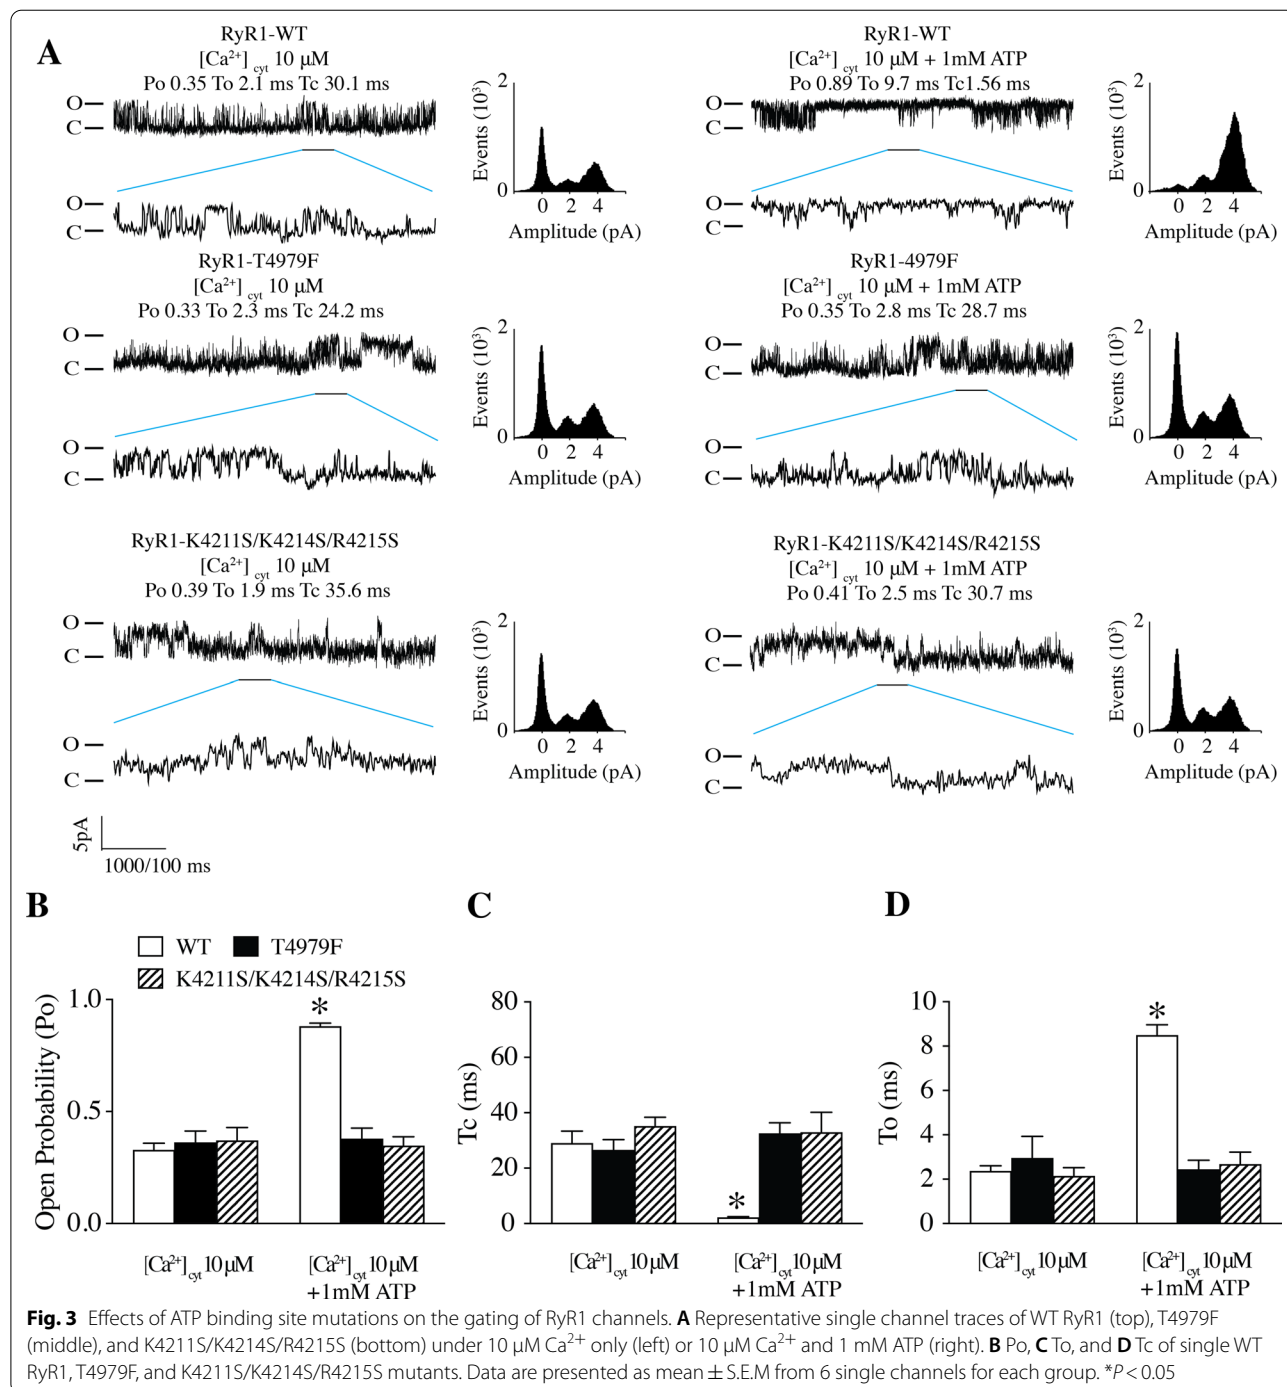 A
RyR1-WT
[Ca²⁺] cyt 10 µM
Po 0.35 To 2.1 ms Tc 30.1 ms
O
C
O
C
Events (10³)
2
1
0
0 2 4
Amplitude (pA)
RyR1-WT
[Ca²⁺] cyt 10 µM + 1mM ATP
Po 0.89 To 9.7 ms Tc1.56 ms
O
C
O
C
Events (10³)
2
1
0
0 2 4
Amplitude (pA)
RyR1-T4979F
[Ca²⁺] cyt 10 µM
Po 0.33 To 2.3 ms Tc 24.2 ms
O
C
O
C
Events (10³)
2
1
0
0 2 4
Amplitude (pA)
RyR1-4979F
[Ca²⁺] cyt 10 µM + 1mM ATP
Po 0.35 To 2.8 ms Tc 28.7 ms
O
C
O
C
Events (10³)
2
1
0
0 2 4
Amplitude (pA)
RyR1-K4211S/K4214S/R4215S
[Ca²⁺] cyt 10 µM
Po 0.39 To 1.9 ms Tc 35.6 ms
O
C
O
C
Events (10³)
2
1
0
0 2 4
Amplitude (pA)
RyR1-K4211S/K4214S/R4215S
[Ca²⁺] cyt 10 µM + 1mM ATP
Po 0.41 To 2.5 ms Tc 30.7 ms
O
C
O
C
Events (10³)
2
1
0
0 2 4
Amplitude (pA)
5pA
1000/100 ms
B
WT T4979F
K4211S/K4214S/R4215S
Open Probability (Po)
1.0
0.5
0.0
*
[Ca²⁺]cyt 10 µM
[Ca²⁺]cyt 10 µM
+1mM ATP
C
Tc (ms)
80
60
40
20
0
*
[Ca²⁺]cyt 10 µM
[Ca²⁺]cyt 10 µM
+1mM ATP
D
To (ms)
10
8
6
4
2
0
*
[Ca²⁺]cyt 10 µM
[Ca²⁺]cyt 10 µM
+1mM ATP
Fig. 3 Effects of ATP binding site mutations on the gating of RyR1 channels. A Representative single channel traces of WT RyR1 (top), T4979F
(middle), and K4211S/K4214S/R4215S (bottom) under 10 µM Ca²⁺ only (left) or 10 µM Ca²⁺ and 1 mM ATP (right). B Po, C To, and D Tc of single WT
RyR1, T4979F, and K4211S/K4214S/R4215S mutants. Data are presented as mean ± S.E.M from 6 single channels for each group. *P < 0.05